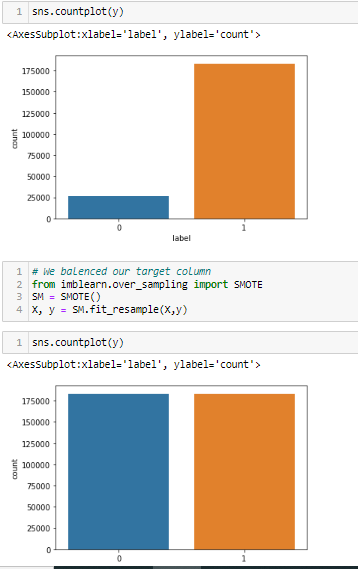 1 sns.countplot(y)
<AxesSubplot:xlabel='label', ylabel='count'>
175000
150000
125000
100000
75000
50000
25000
0
count
0 1
label
1 # We balenced our target column
2 from imblearn.over_sampling import SMOTE
3 SM = SMOTE()
4 X, y = SM.fit_resample(X,y)
1 sns.countplot(y)
<AxesSubplot:xlabel='label', ylabel='count'>
175000
150000
125000
100000
75000
50000
25000
0
count
0 1